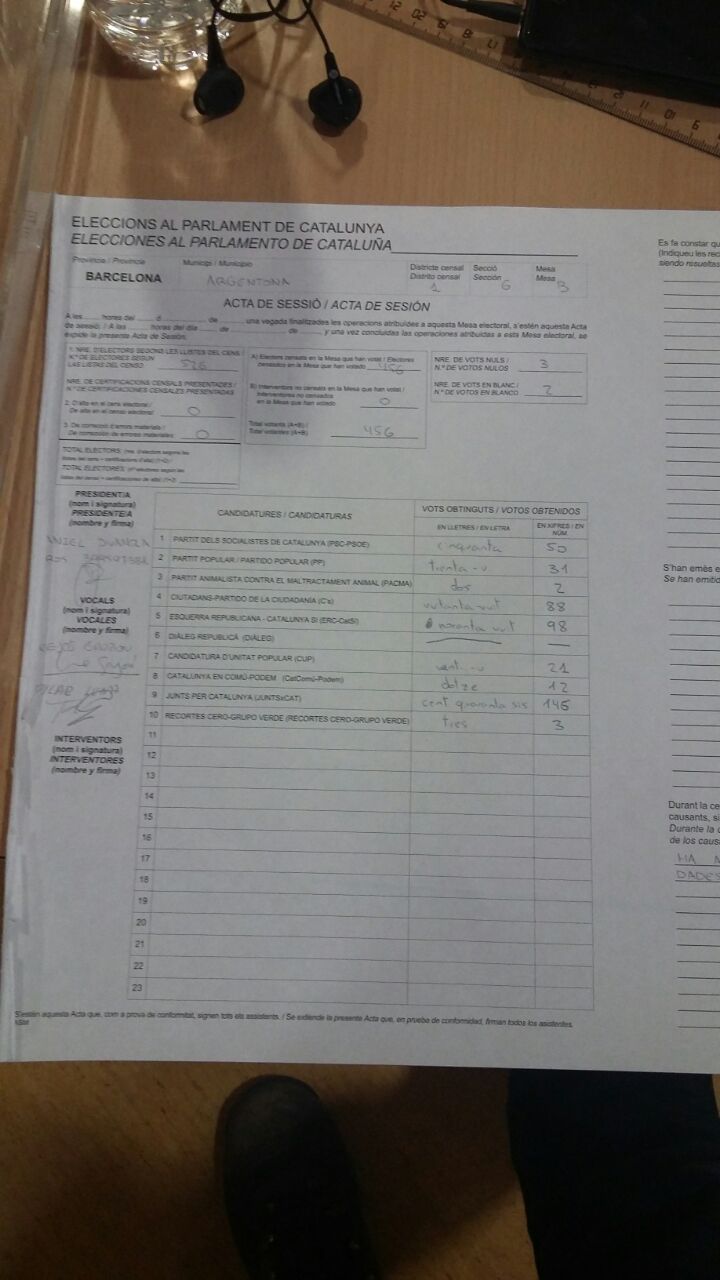 ELECCIONS AL PARLAMENT DE CATALUNYA
ELECCIONES AL PARLAMENTO DE CATALUÑA
Província / Provincia
Municipi / Municipio
Districte censal
Distrito censal
Secció
Sección
Mesa
Mesa
BARCELONA
ARGENTONA
1
6
B
ACTA DE SESSIÓ / ACTA DE SESIÓN
A les ...... hores del ...... d ...... de ...... una vegada finalitzades les operacions atribuïdes a aquesta Mesa electoral, s'estén aquesta Acta
de sessió. / A las ...... horas del día ...... de ...... de ...... y una vez concluidas las operaciones atribuidas a esta Mesa electoral, se
expide la presente Acta de Sesión.
1. NRE. D'ELECTORS SEGONS LES LLISTES DEL CENS /
N.º DE ELECTORES SEGÚN
LAS LISTAS DEL CENSO
526
NRE. DE CERTIFICACIONS CENSALS PRESENTADES /
N.º DE CERTIFICACIONES CENSALES PRESENTADAS
2. D'alta en el cens electoral /
De alta en el censo electoral
0
3. De correcció d'errors materials /
De corrección de errores materiales
0
TOTAL ELECTORS
TOTAL ELECTORES
A) Electors censats en la Mesa que han votat / Electores
censados en la Mesa que han votado
456
B) Interventors no censats en la Mesa que han votat /
Interventores no censados
en la Mesa que han votado
0
Total votants (A+B) /
Total votantes (A+B)
456
NRE. DE VOTS NULS /
N.º DE VOTOS NULOS
3
NRE. DE VOTS EN BLANC /
N.º DE VOTOS EN BLANCO
2
PRESIDENT/A
(nom i signatura)
PRESIDENTE/A
(nombre y firma)
VOCALS
(nom i signatura)
VOCALES
(nombre y firma)
INTERVENTORS
(nom i signatura)
INTERVENTORES
(nombre y firma)
CANDIDATURES / CANDIDATURAS
VOTS OBTINGUTS / VOTOS OBTENIDOS
EN LLETRES / EN LETRA
EN XIFRES / EN NÚM.
1 PARTIT DELS SOCIALISTES DE CATALUNYA (PSC-PSOE) cinquanta 50
2 PARTIT POPULAR / PARTIDO POPULAR (PP) trenta-u 31
3 PARTIT ANIMALISTA CONTRA EL MALTRACTAMENT ANIMAL (PACMA) dos 2
4 CIUTADANS-PARTIDO DE LA CIUDADANÍA (C's) vuitanta vuit 88
5 ESQUERRA REPUBLICANA - CATALUNYA SÍ (ERC-CatSí) noranta vuit 98
6 DIÀLEG REPUBLICÀ (DIÀLEG)
7 CANDIDATURA D'UNITAT POPULAR (CUP) vint-u 21
8 CATALUNYA EN COMÚ-PODEM (CatComú-Podem) dotze 12
9 JUNTS PER CATALUNYA (JUNTSxCAT) cent quaranta sis 146
10 RECORTES CERO-GRUPO VERDE (RECORTES CERO-GRUPO VERDE) tres 3
11
12
13
14
15
16
17
18
19
20
21
22
23
S'estén aquesta Acta que, com a prova de conformitat, signen tots els assistents. / Se extiende la presente Acta que, en prueba de conformidad, firman todos los asistentes.
Es fa constar qu
(Indiqueu les rec
siendo resueltas
S'han emès e
Se han emitid
Durant la ce
causants, si
Durante la c
de los caus
HA
DADES